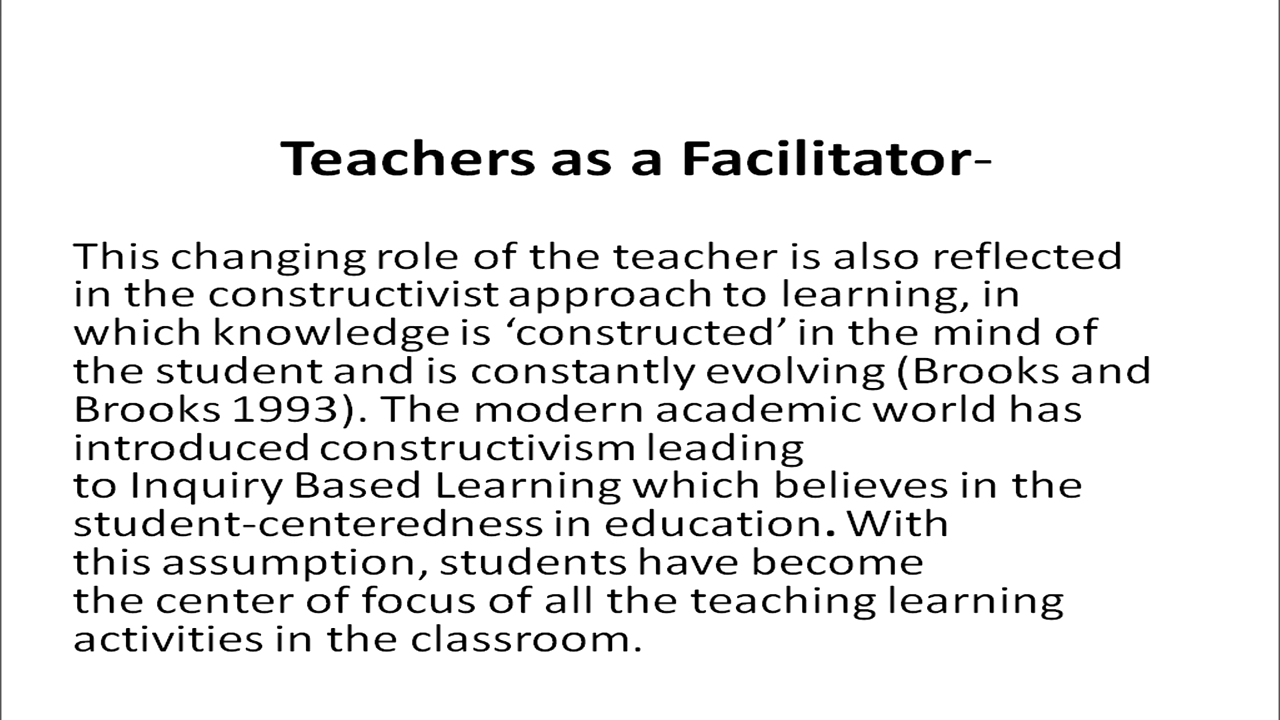 Teachers as a Facilitator-
This changing role of the teacher is also reflected
in the constructivist approach to learning, in
which knowledge is ‘constructed’ in the mind of
the student and is constantly evolving (Brooks and
Brooks 1993). The modern academic world has
introduced constructivism leading
to Inquiry Based Learning which believes in the
student-centeredness in education. With
this assumption, students have become
the center of focus of all the teaching learning
activities in the classroom.